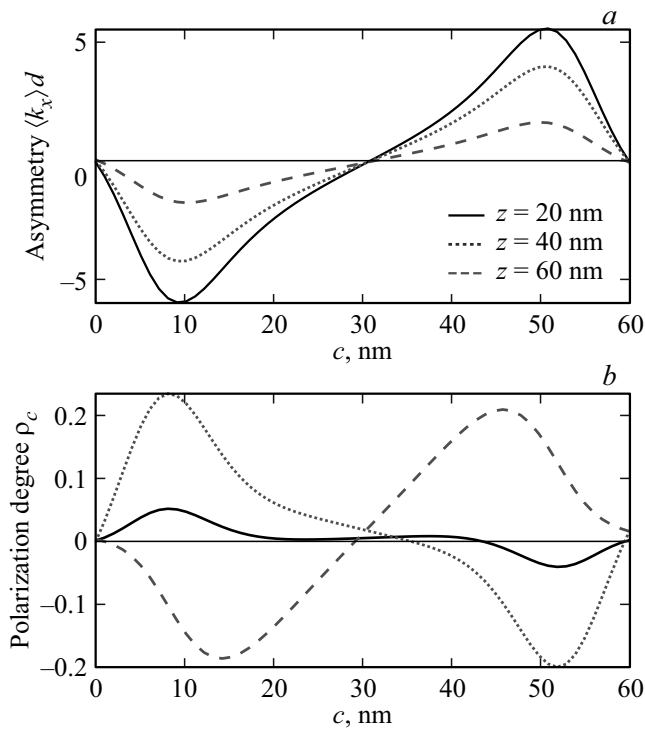 a
5
0
–5
Asymmetry ⟨kₓ⟩d
z = 20 nm
z = 40 nm
z = 60 nm
0 10 20 30 40 50 60
c, nm
b
0.2
0.1
0
–0.1
–0.2
Polarization degree ρ_c
0 10 20 30 40 50 60
c, nm